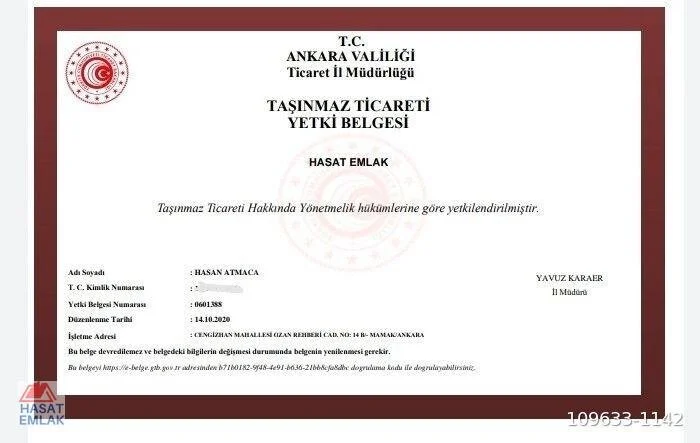 T.C.
ANKARA VALİLİĞİ
Ticaret İl Müdürlüğü
TAŞINMAZ TİCARETİ
YETKİ BELGESİ
HASAT EMLAK
Taşınmaz Ticareti Hakkında Yönetmelik hükümlerine göre yetkilendirilmiştir.
Adı Soyadı : HASAN ATMACA
YAVUZ KARAER
T. C. Kimlik Numarası :
İl Müdürü
Yetki Belgesi Numarası : 0601388
Düzenlenme Tarihi : 14.10.2020
İşletme Adresi : CENGİZHAN MAHALLESİ OZAN REHBERİ CAD. NO: 14 B/- MAMAK/ANKARA
Bu belge devredilemez ve belgedeki bilgilerin değişmesi durumunda belgenin yenilenmesi gerekir.
Bu belgeyi https://e-belge.gtb.gov.tr adresinden b71b0182-9f48-4e91-b636-21bb8cfa8dbc dogrulama kodu ile dogrulayabilirsiniz.
HASAT
EMLAK
109633-1142